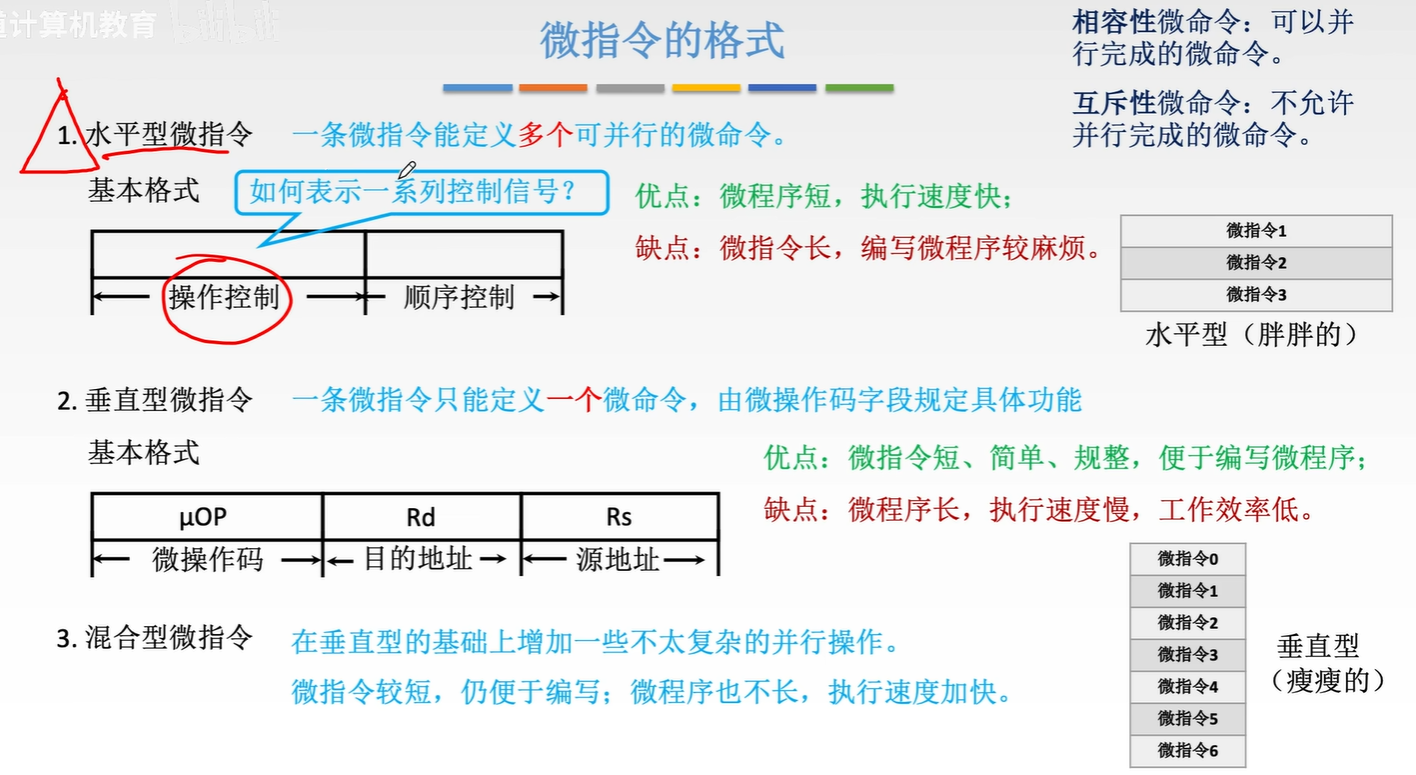 道计算机教育
微指令的格式
相容性微命令：可以并
行完成的微命令。
互斥性微命令：不允许
并行完成的微命令。
1. 水平型微指令 一条微指令能定义多个可并行的微命令。
基本格式 如何表示一系列控制信号？
优点：微程序短，执行速度快；
缺点：微指令长，编写微程序较麻烦。
操作控制 顺序控制
微指令1
微指令2
微指令3
水平型（胖胖的）
2. 垂直型微指令 一条微指令只能定义一个微命令，由微操作码字段规定具体功能
基本格式
优点：微指令短、简单、规整，便于编写微程序；
缺点：微程序长，执行速度慢，工作效率低。
μOP Rd Rs
微操作码 目的地址 源地址
微指令0
微指令1
微指令2
微指令3
微指令4
微指令5
微指令6
垂直型
（瘦瘦的）
3. 混合型微指令 在垂直型的基础上增加一些不太复杂的并行操作。
微指令较短，仍便于编写；微程序也不长，执行速度加快。